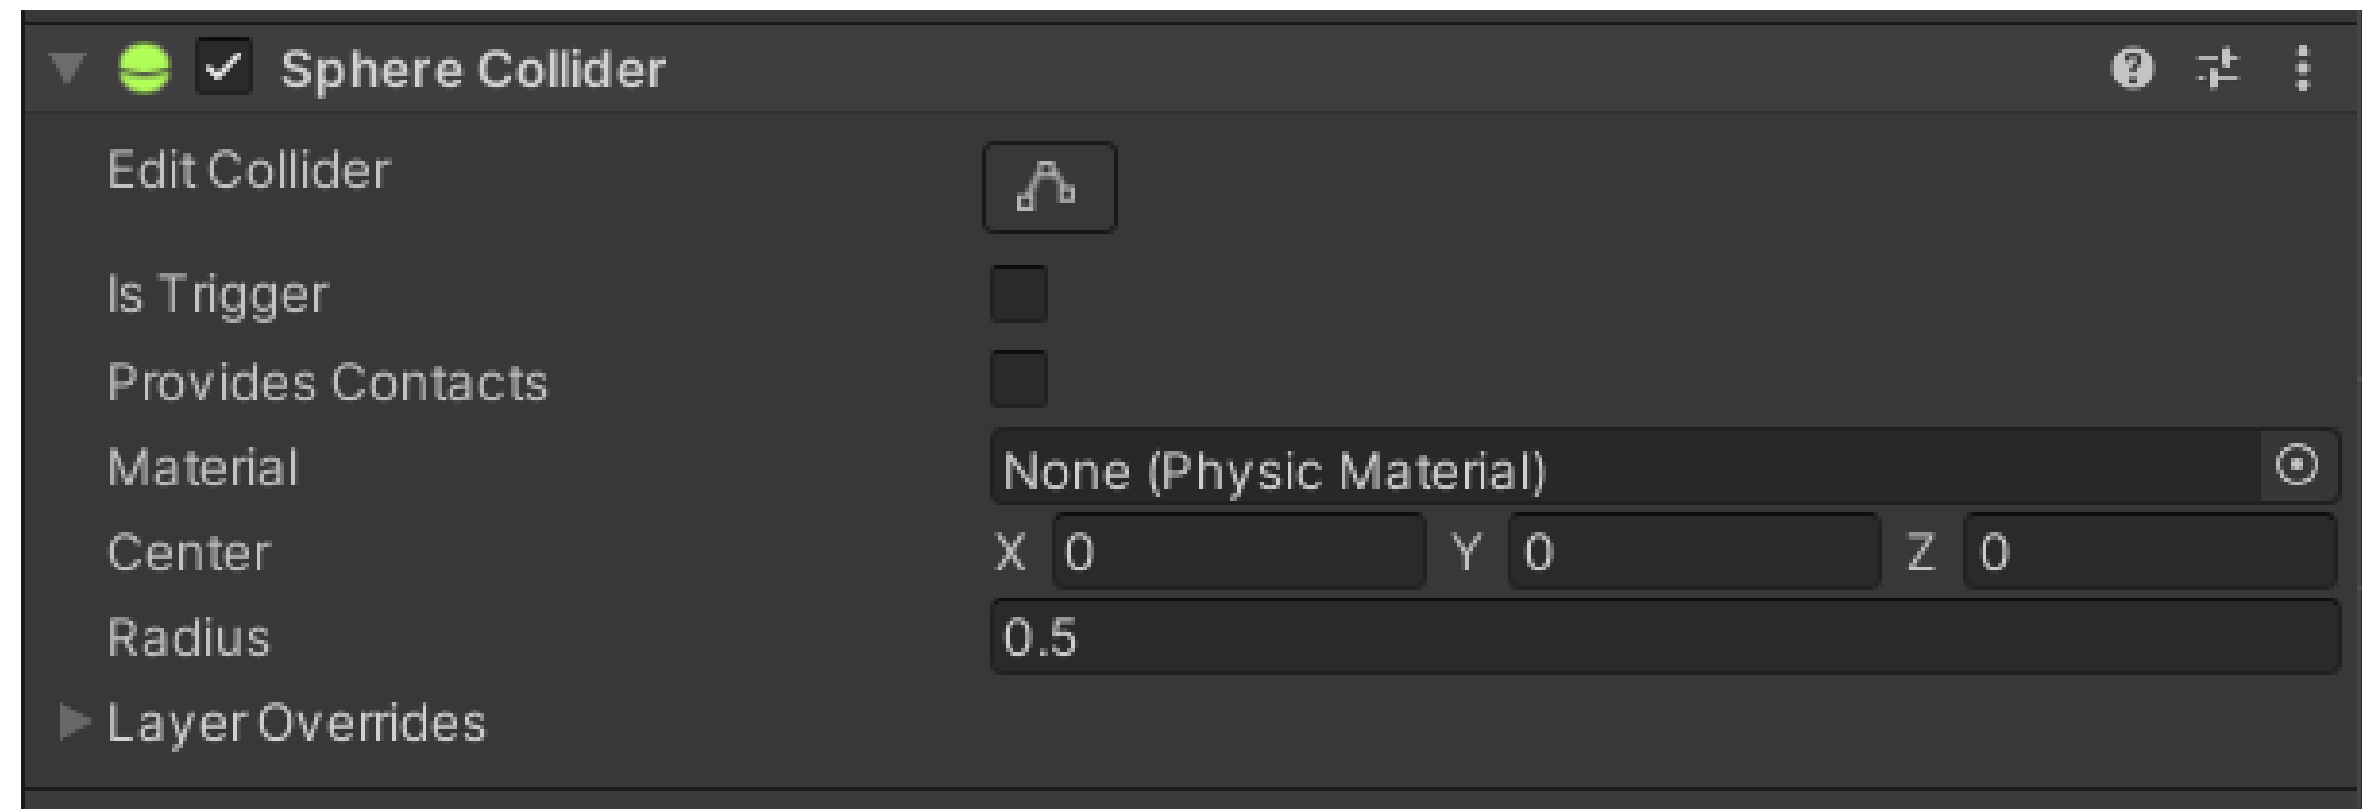 Sphere Collider
Edit Collider
Is Trigger
Provides Contacts
Material None (Physic Material)
Center X 0 Y 0 Z 0
Radius 0.5
Layer Overrides